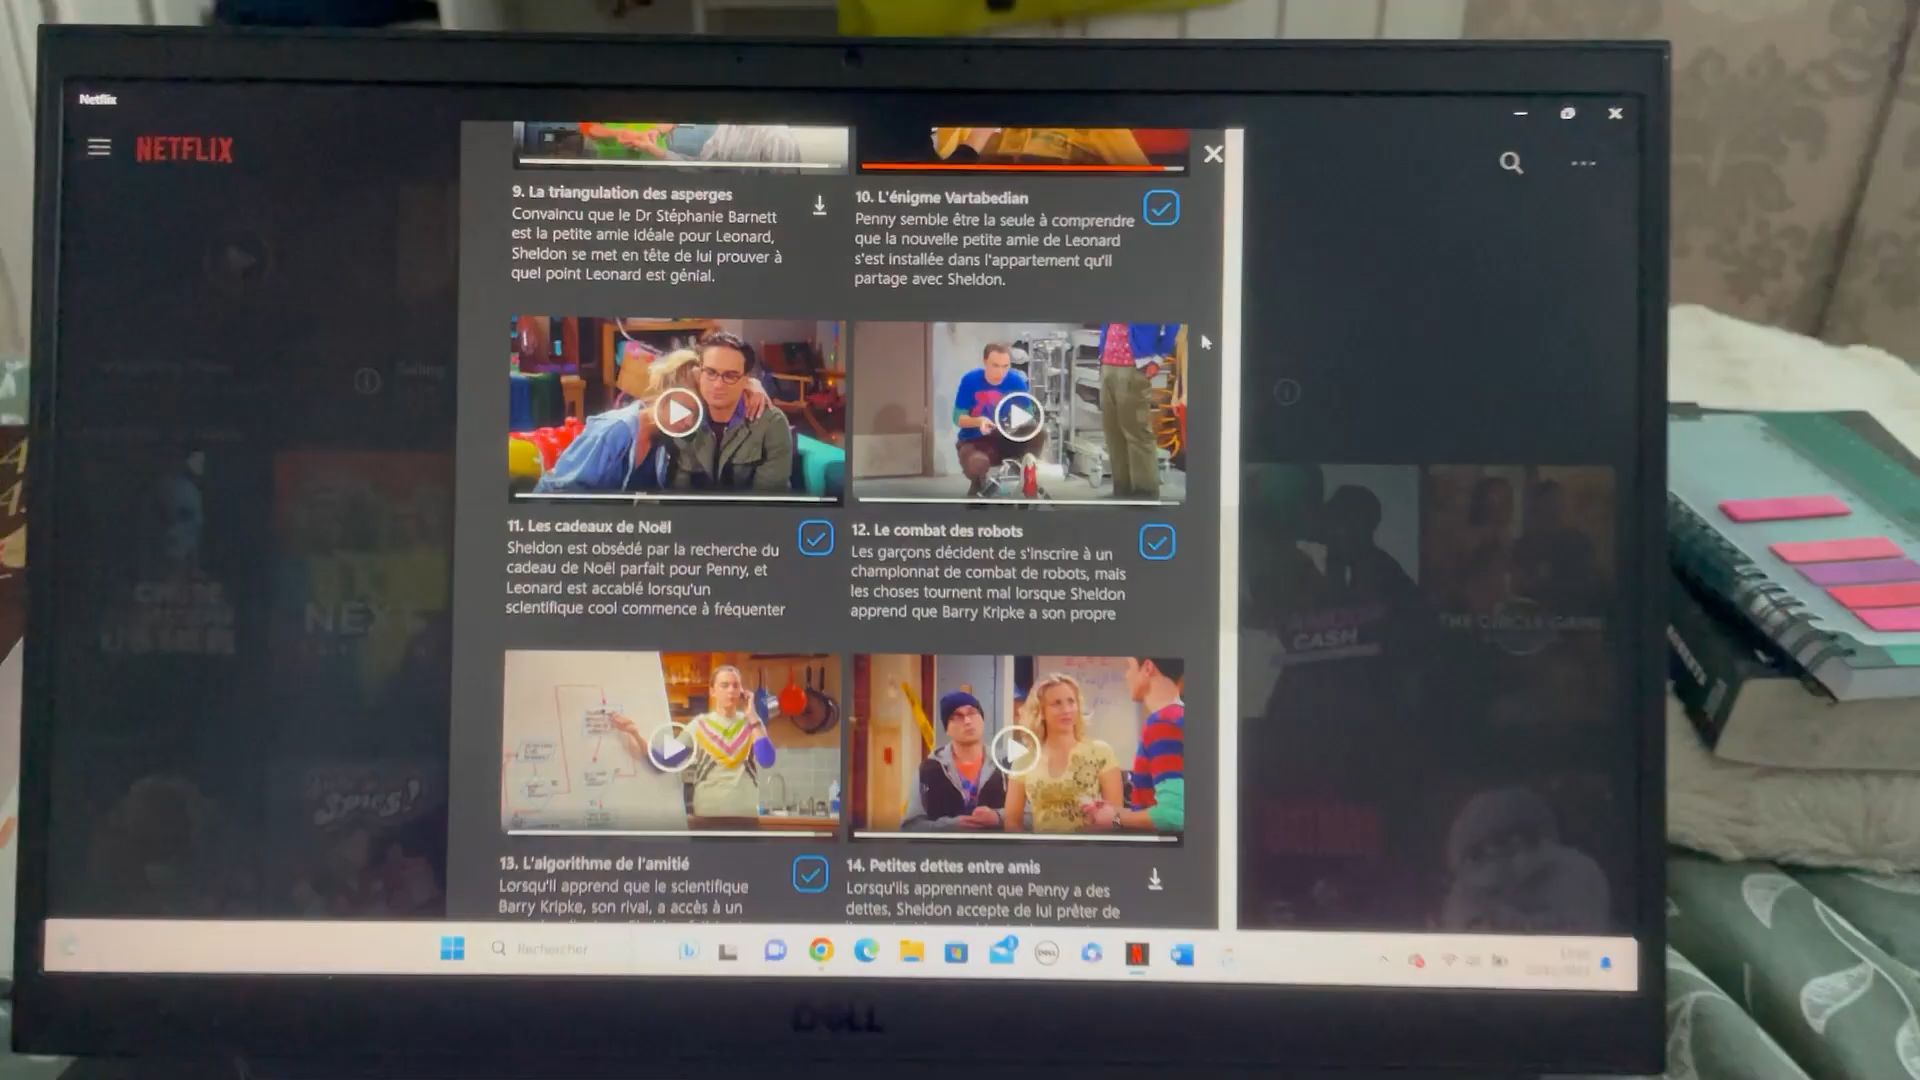 Netflix
NETFLIX
9. La triangulation des asperges
Convaincu que le Dr Stéphanie Barnett
est la petite amie idéale pour Leonard,
Sheldon se met en tête de lui prouver à
quel point Leonard est génial.
10. L'énigme Vartabedian
Penny semble être la seule à comprendre
que la nouvelle petite amie de Leonard
s'est installée dans l'appartement qu'il
partage avec Sheldon.
11. Les cadeaux de Noël
Sheldon est obsédé par la recherche du
cadeau de Noël parfait pour Penny, et
Leonard est accablé lorsqu'un
scientifique cool commence à fréquenter
12. Le combat des robots
Les garçons décident de s'inscrire à un
championnat de combat de robots, mais
les choses tournent mal lorsque Sheldon
apprend que Barry Kripke a son propre
13. L'algorithme de l'amitié
Lorsqu'il apprend que le scientifique
Barry Kripke, son rival, a accès à un
14. Petites dettes entre amis
Lorsqu'ils apprennent que Penny a des
dettes, Sheldon accepte de lui prêter de
CASH
THE CIRCLE GAME
NEXT
Rechercher
DELL
DELL